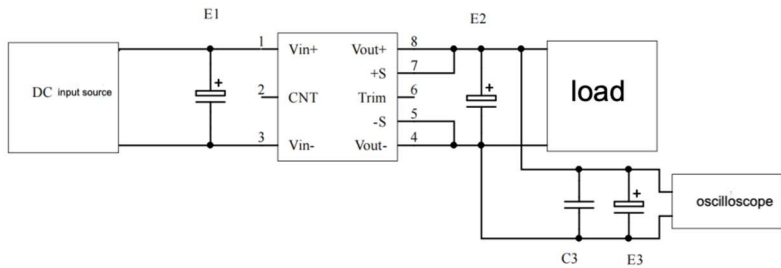 E1
E2
1
Vin+
Vout+
8
+S
7
DC input source
+
2
CNT
Trim
6
+
load
-S
5
3
Vin-
Vout-
4
+
oscilloscope
C3
E3